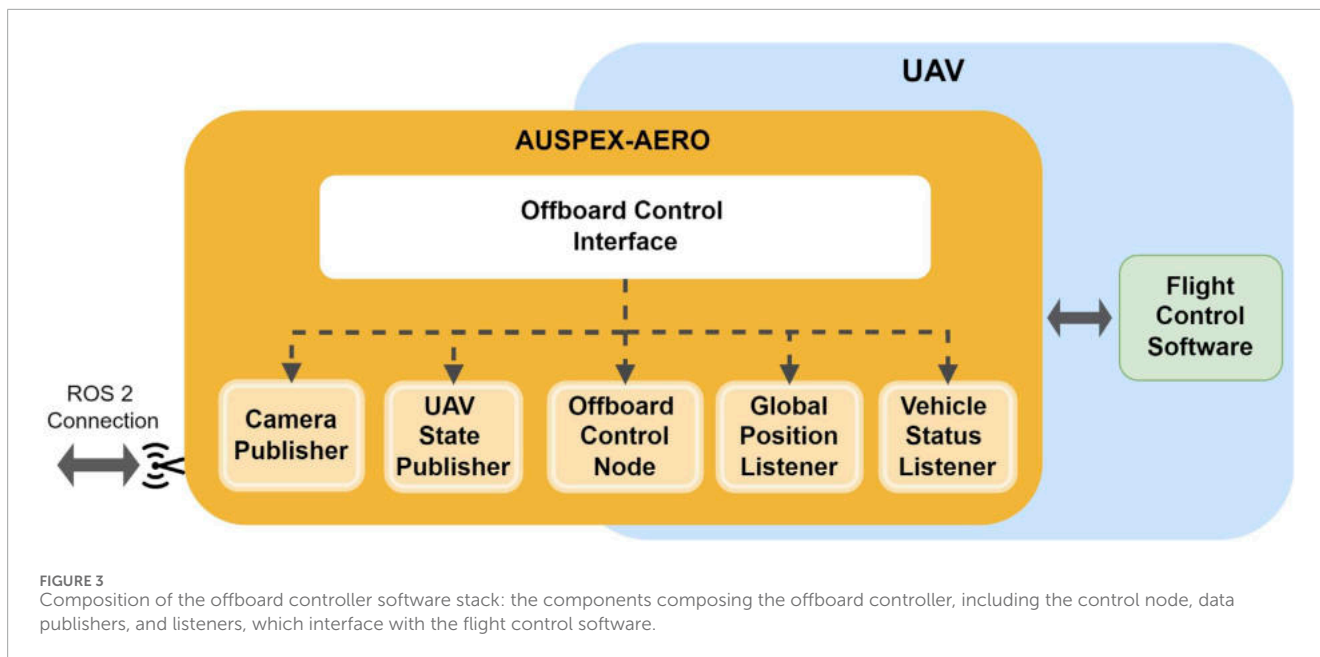 UAV
AUSPEX-AERO
Offboard Control
Interface
Flight
Control
Software
ROS 2
Connection
Camera
Publisher
UAV
State
Publisher
Offboard
Control
Node
Global
Position
Listener
Vehicle
Status
Listener
FIGURE 3
Composition of the offboard controller software stack: the components composing the offboard controller, including the control node, data
publishers, and listeners, which interface with the flight control software.